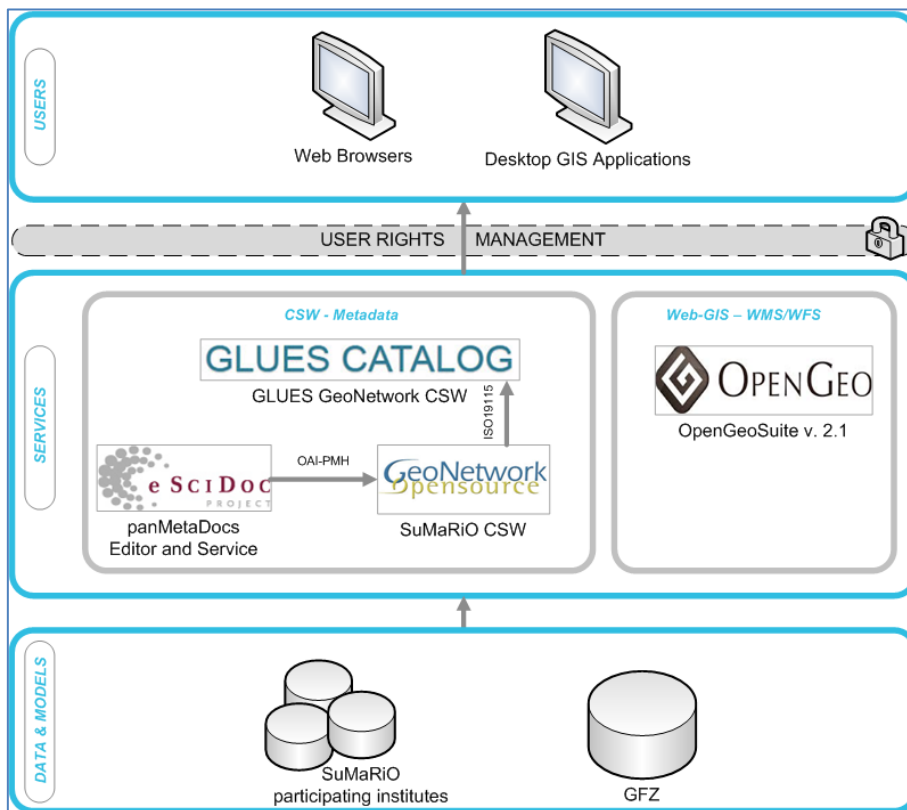 USERS
Web Browsers
Desktop GIS Applications
USER RIGHTS MANAGEMENT
SERVICES
CSW - Metadata
GLUES CATALOG
GLUES GeoNetwork CSW
ISO19115
OAI-PMH
e SciDoc
PROJECT
panMetaDocs
Editor and Service
GeoNetwork
Opensource
SuMaRiO CSW
Web-GIS – WMS/WFS
OPENGEO
OpenGeoSuite v. 2.1
DATA & MODELS
SuMaRiO
participating institutes
GFZ